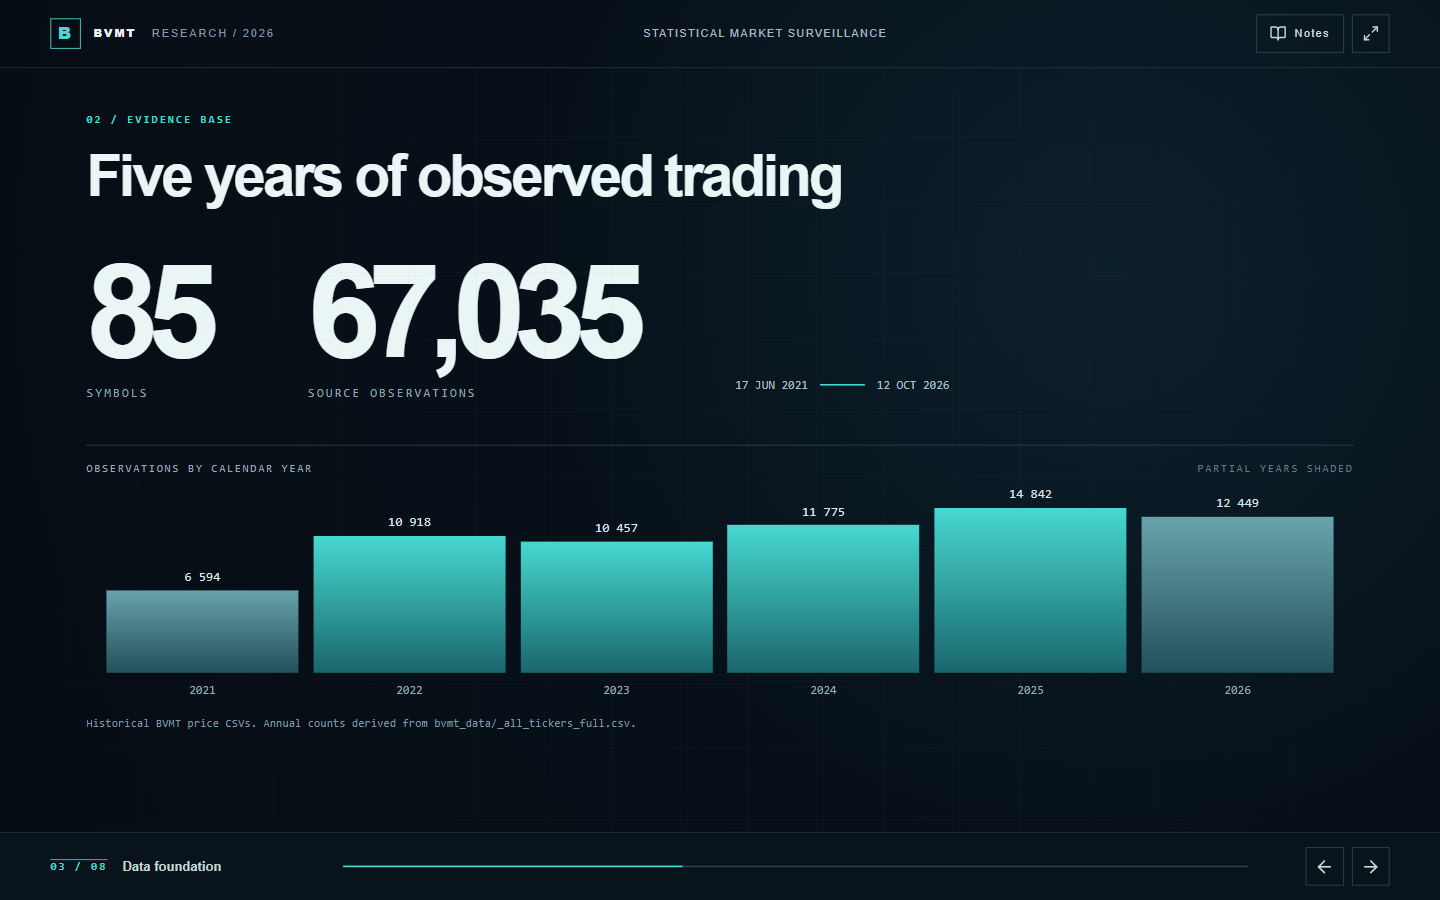 B BVMT RESEARCH / 2026
STATISTICAL MARKET SURVEILLANCE
Notes
02 / EVIDENCE BASE
Five years of observed trading
85 67,035
SYMBOLS SOURCE OBSERVATIONS
17 JUN 2021 12 OCT 2026
OBSERVATIONS BY CALENDAR YEAR
PARTIAL YEARS SHADED
6 594 10 918 10 457 11 775 14 842 12 449
2021 2022 2023 2024 2025 2026
Historical BVMT price CSVs. Annual counts derived from bvmt_data/_all_tickers_full.csv.
03 / 08 Data foundation